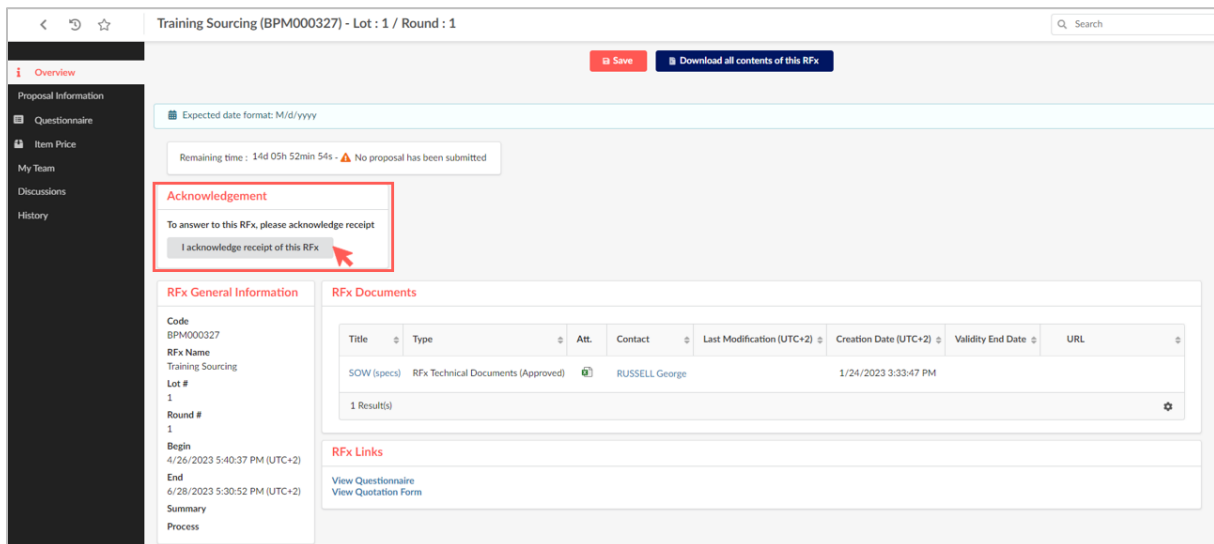 Training Sourcing (BPM000327) - Lot : 1 / Round : 1
Search
Overview
Proposal Information
Questionnaire
Item Price
My Team
Discussions
History
Save
Download all contents of this RFx
Expected date format: M/d/yyyy
Remaining time : 14d 05h 52min 54s - No proposal has been submitted
Acknowledgement
To answer to this RFx, please acknowledge receipt
I acknowledge receipt of this RFx
RFx General Information
Code
BPM000327
RFx Name
Training Sourcing
Lot #
1
Round #
1
Begin
4/26/2023 5:40:37 PM (UTC+2)
End
6/28/2023 5:30:52 PM (UTC+2)
Summary
Process
RFx Documents
Title Type Att. Contact Last Modification (UTC+2) Creation Date (UTC+2) Validity End Date URL
SOW (specs) RFx Technical Documents (Approved) RUSSELL George 1/24/2023 3:33:47 PM
1 Result(s)
RFx Links
View Questionnaire
View Quotation Form